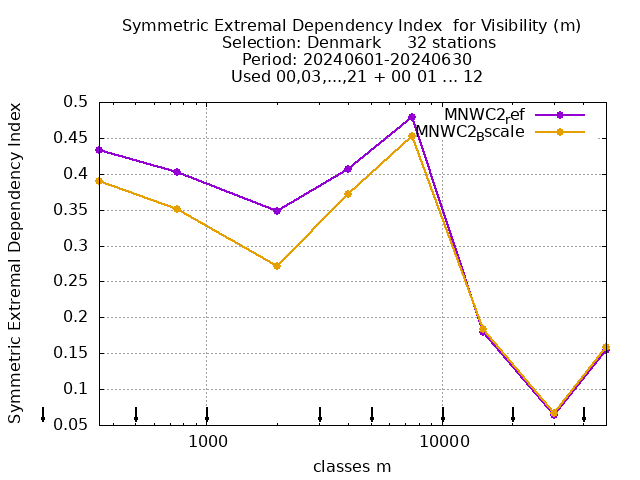 Symmetric Extremal Dependency Index  for Visibility (m)
Selection: Denmark     32 stations
Period: 20240601-20240630
Used 00,03,...,21 + 00 01 ... 12
MNWC2_ref
MNWC2_Bscale
Symmetric Extremal Dependency Index
0.5
0.45
0.4
0.35
0.3
0.25
0.2
0.15
0.1
0.05
1000
10000
classes m